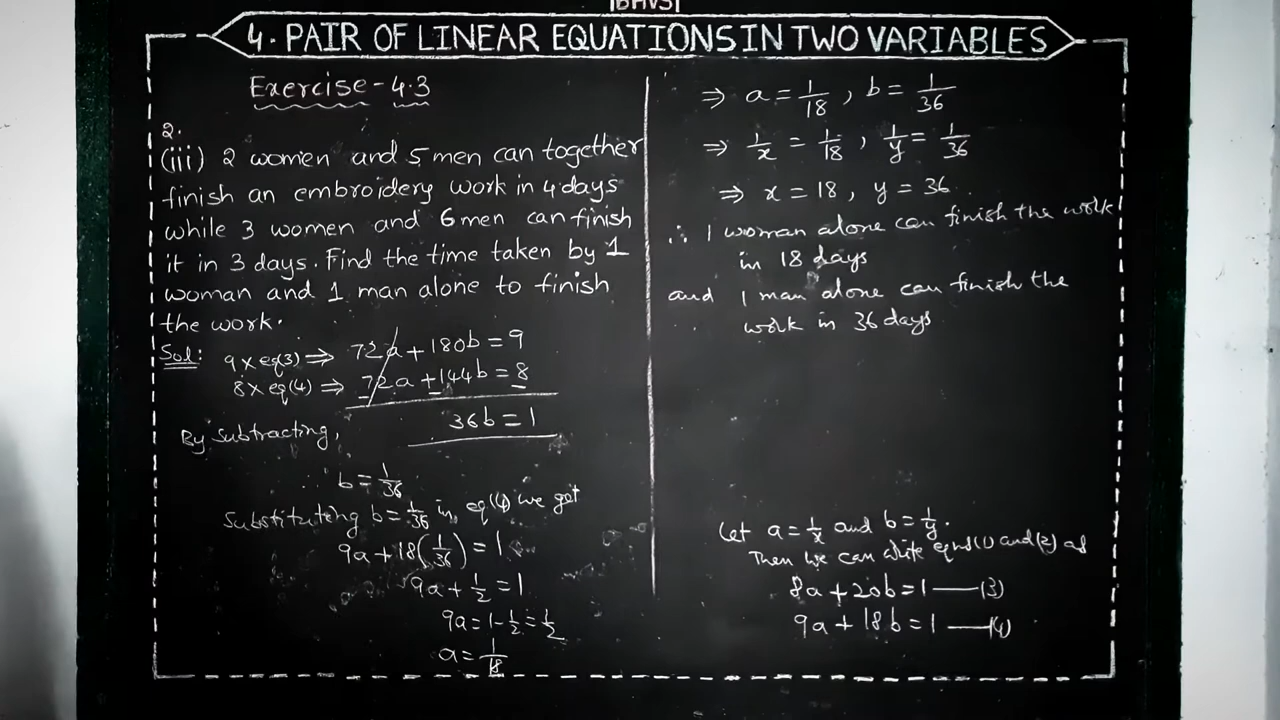 4. PAIR OF LINEAR EQUATIONS IN TWO VARIABLES
Exercise - 4.3
2.
(iii) 2 women and 5 men can together
finish an embroidery work in 4 days
while 3 women and 6 men can finish
it in 3 days. Find the time taken by 1
woman and 1 man alone to finish
the work.
Sol: 9 x eq(3) ⇒ 72a + 180b = 9
8 x eq(4) ⇒ 72a + 144b = 8
36b = 1
By subtracting,
b = 1/36
Substituting b = 1/36 in eq(4) we get
9a + 18(1/36) = 1
9a + 1/2 = 1
9a = 1 - 1/2 = 1/2
a = 1/18
⇒ a = 1/18 , b = 1/36
⇒ 1/x = 1/18 , 1/y = 1/36
⇒ x = 18 , y = 36
∴ 1 woman alone can finish the work
in 18 days
and 1 man alone can finish the
work in 36 days
Let a = 1/x and b = 1/y.
Then we can write eqns (1) and (2) as
8a + 20b = 1 — (3)
9a + 18b = 1 — (4)